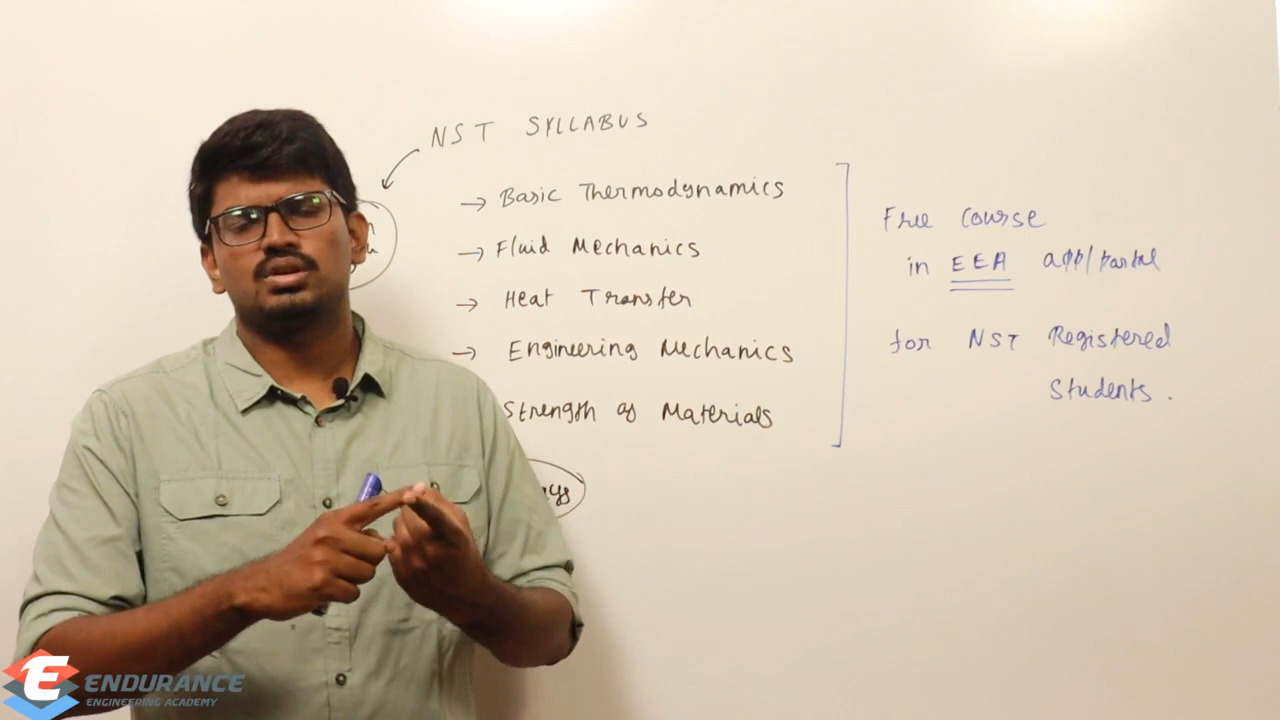 NST SYLLABUS
→ Basic Thermodynamics
→ Fluid Mechanics
→ Heat Transfer
→ Engineering Mechanics
Strength of Materials
Free course
in EEA app/portal
for NST Registered
Students.
E ENDURANCE
ENGINEERING ACADEMY